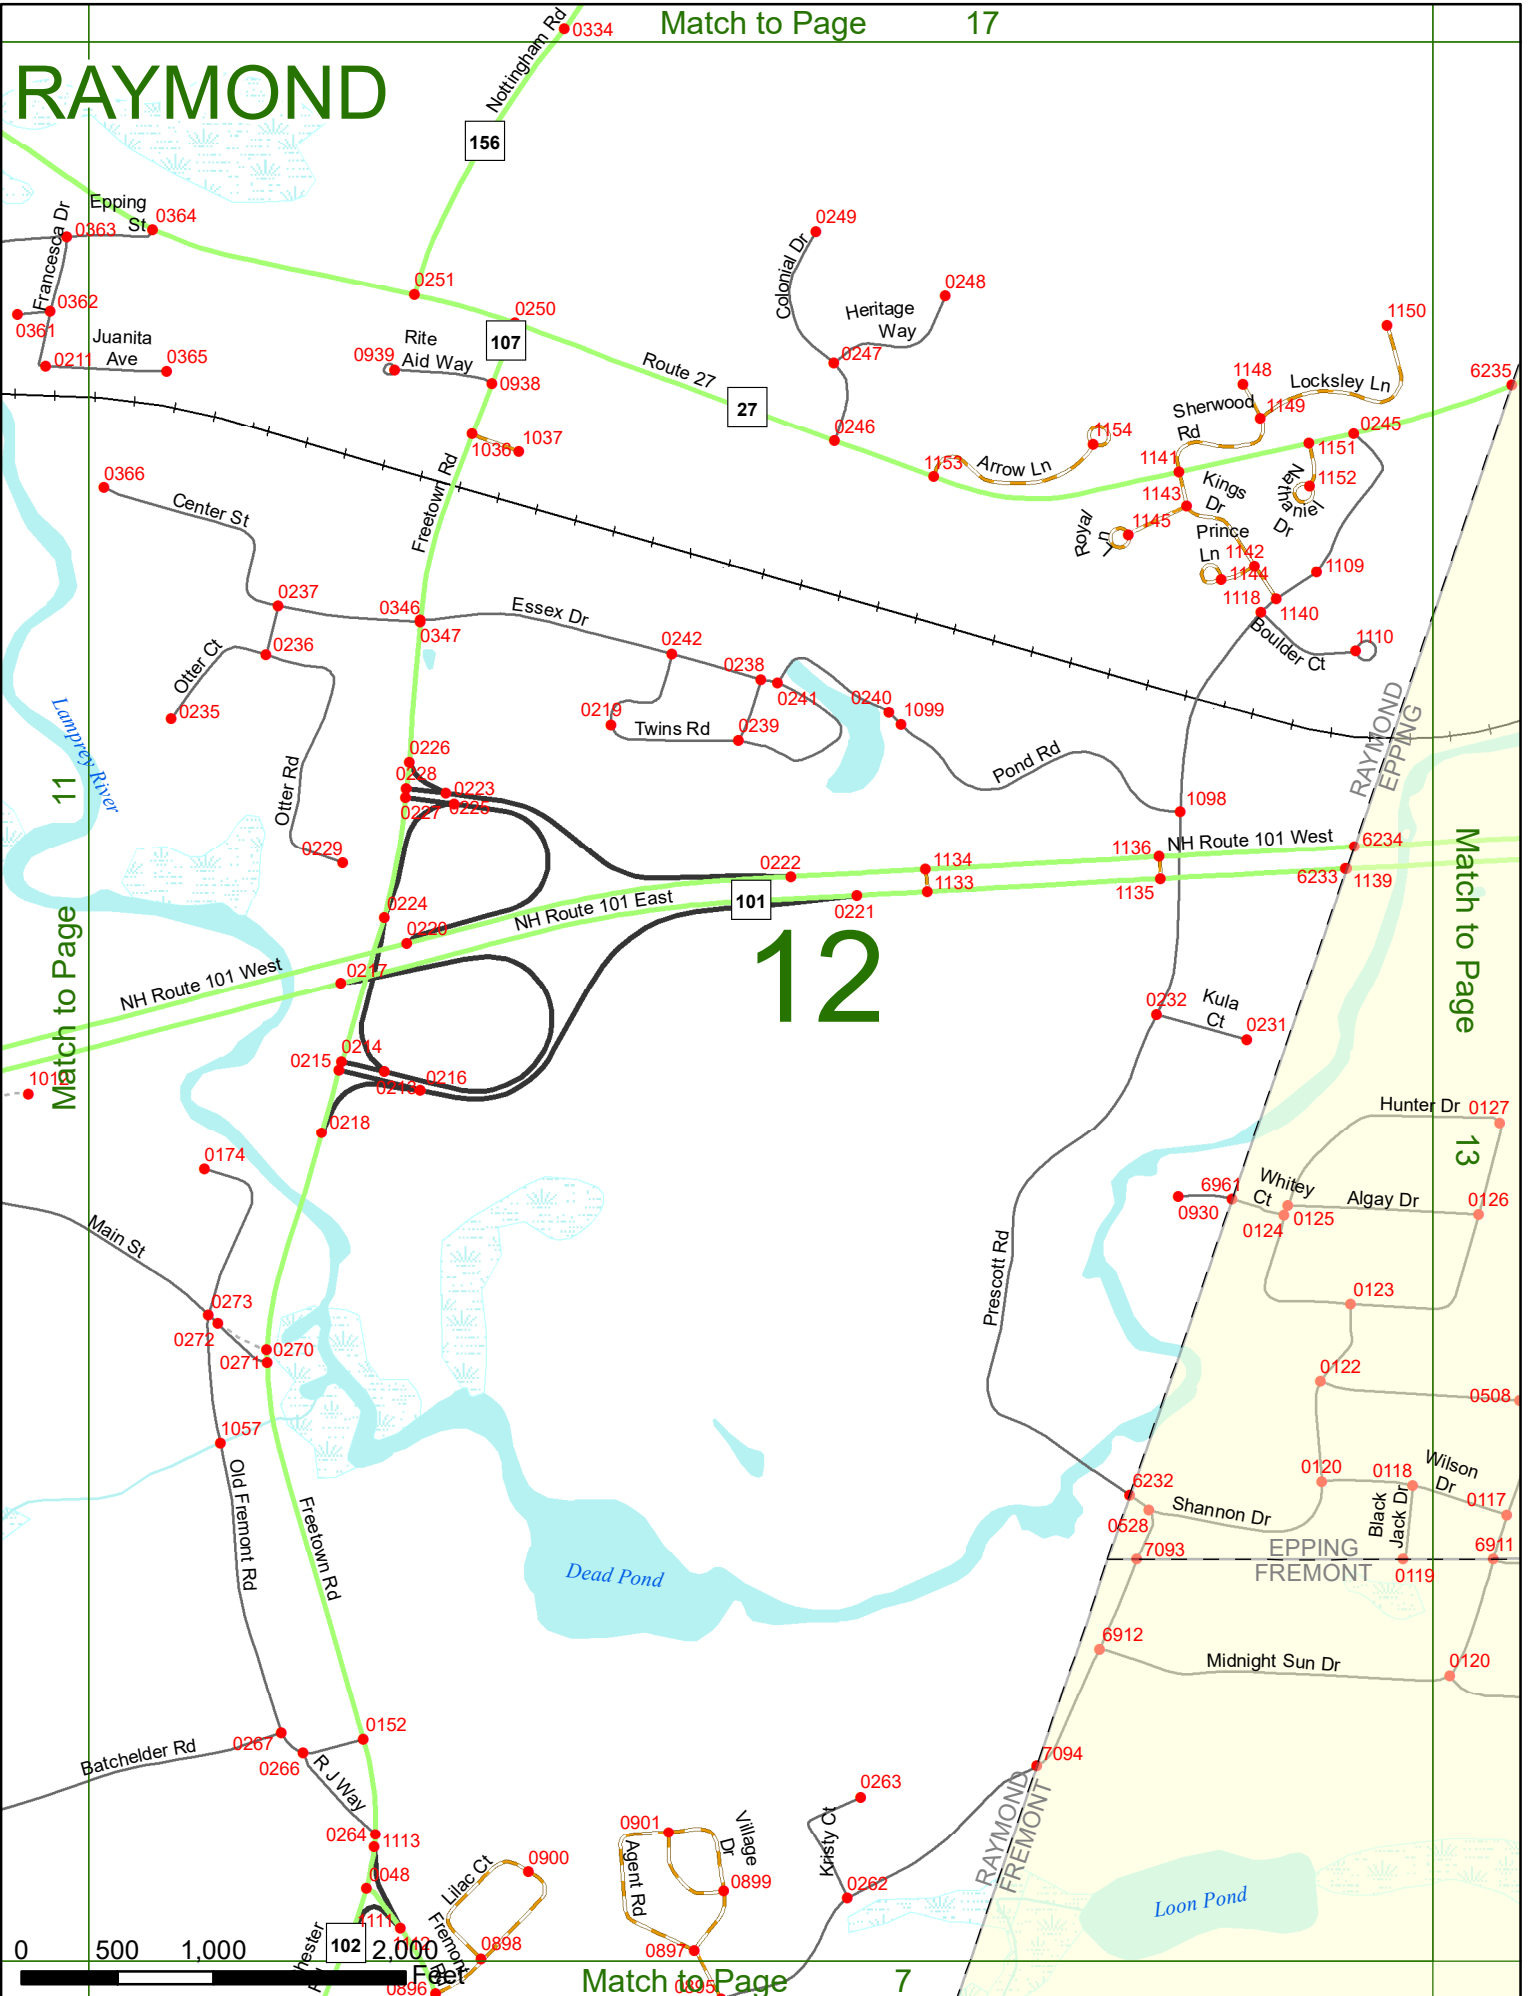 Match to Page 17
RAYMOND
Nottingham Rd
0334
156
Epping
St
0364
0363
Francesca Dr
0362
0361
Juanita
Ave
0211
0365
0251
0250
107
Rite
Aid Way
0939
0938
1036
1037
Freetown Rd
0249
Colonial Dr
0248
Heritage
Way
0247
Route 27
27
0246
1153
Arrow Ln
1154
1150
1148
Locksley Ln
1149
Sherwood
Rd
6235
0245
1151
1141
1152
Nathaniel
Dr
Kings
Dr
1143
1145
Royal
Ln
Prince
Ln
1142
1144
1109
1118
1140
Boulder Ct
1110
0366
Center St
0237
0346
0347
Essex Dr
0236
Otter Ct
0235
0242
0238
0241
0240
1099
0219
Twins Rd
0239
Pond Rd
1098
RAYMOND
EPPING
Lamprey River
Match to Page 11
Otter Rd
0229
0226
0228
0223
0227
0225
0222
1134
1133
1136
NH Route 101 West
6234
1135
6233
1139
Match to Page 13
0224
0220
NH Route 101 East
101
0221
12
0217
NH Route 101 West
0232
Kula
Ct
0231
0214
0215
0213
0216
1012
0218
0174
Hunter Dr
0127
6961
0930
Whitey
Ct
Algay Dr
0124
0125
0126
Main St
Prescott Rd
0273
0272
0270
0271
0123
0122
0508
1057
Old Fremont Rd
Freetown Rd
6232
0528
Shannon Dr
0120
0118
Wilson
Dr
Black
Jack Dr
0117
7093
EPPING
FREMONT
0119
6911
Dead Pond
6912
Midnight Sun Dr
0120
Batchelder Rd
0267
0266
0152
R J Way
7094
RAYMOND
FREMONT
0264
1113
0048
1111
1112
102
Lilac Ct
0900
Fremont
0898
0896
0901
Village
Dr
Agent Rd
0899
0897
0895
0263
Kristy Ct
0262
Loon Pond
0 500 1,000 2,000
Feet
Match to Page 7